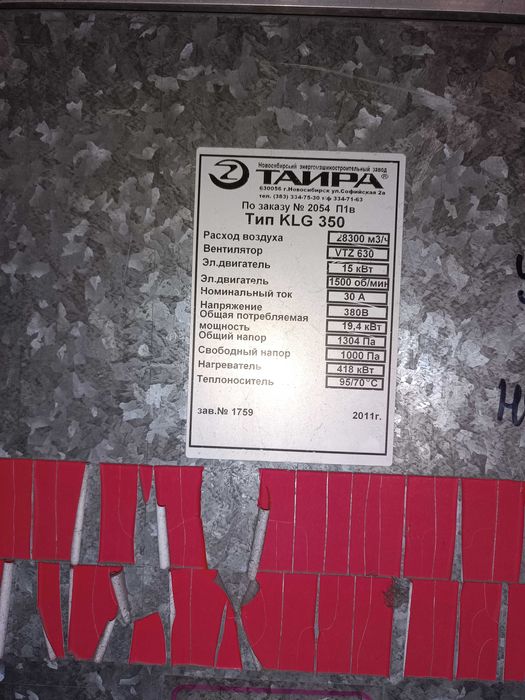 Новосибирский энергомашиностроительный завод
ТАЙРА®
630056 г.Новосибирск ул.Софийская 2а
тел. (383) 334-75-30 т/ф 334-71-63
По заказу № 2054 П1в
Тип KLG 350
Расход воздуха 28300 м3/ч
Вентилятор VTZ 630
Эл.двигатель 15 кВт
Эл.двигатель 1500 об/мин
Номинальный ток 30 А
Напряжение 380В
Общая потребляемая
мощность 19,4 кВт
Общий напор 1304 Па
Свободный напор 1000 Па
Нагреватель 418 кВт
Теплоноситель 95/70°С
зав.№ 1759 2011г.